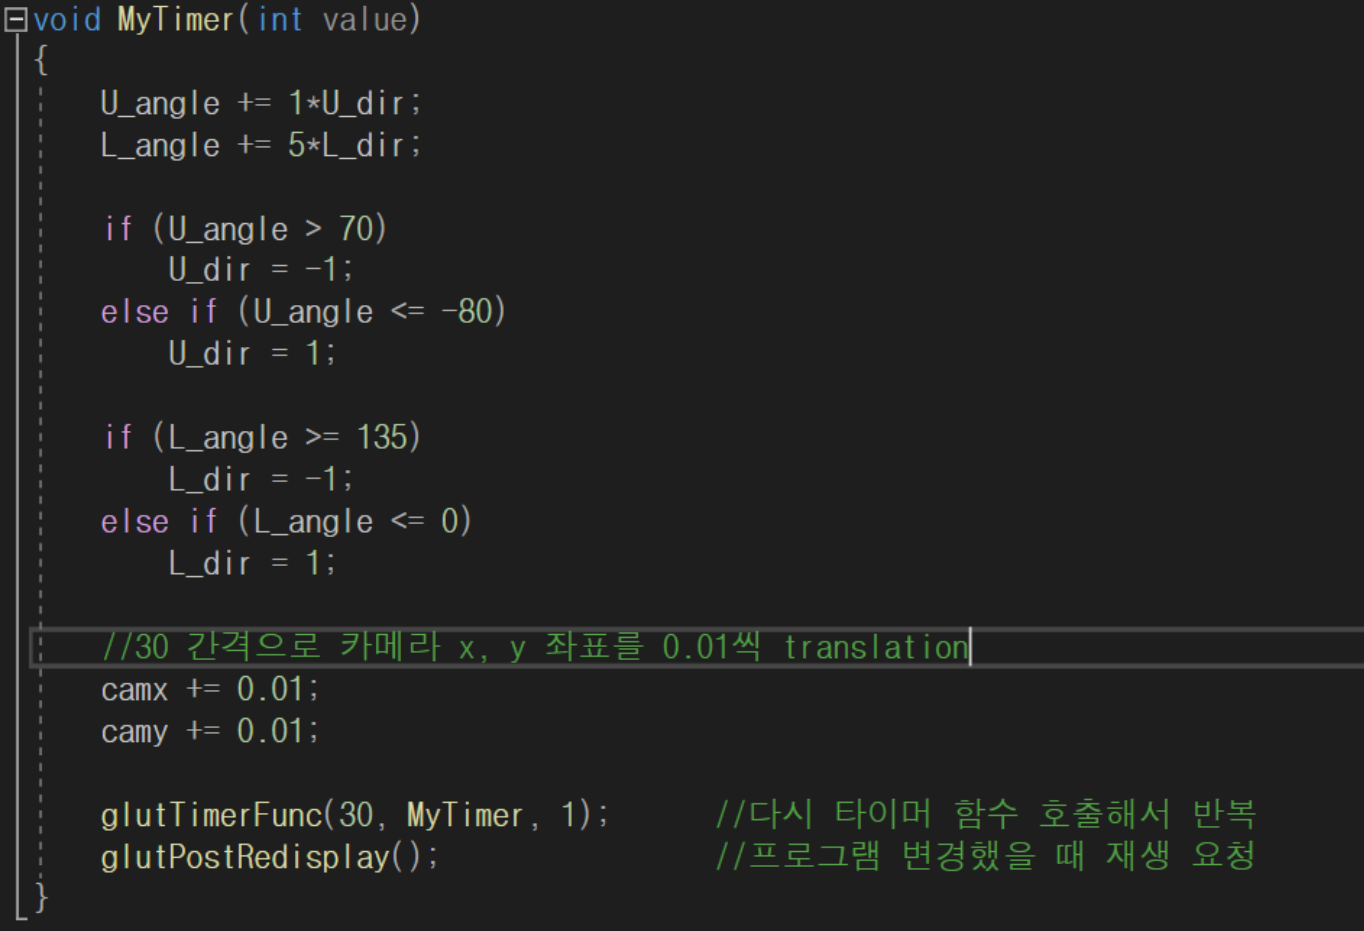 void MyTimer(int value)
{
    U_angle += 1*U_dir;
    L_angle += 5*L_dir;

    if (U_angle > 70)
        U_dir = -1;
    else if (U_angle <= -80)
        U_dir = 1;

    if (L_angle >= 135)
        L_dir = -1;
    else if (L_angle <= 0)
        L_dir = 1;

    //30 간격으로 카메라 x, y 좌표를 0.01씩 translation
    camx += 0.01;
    camy += 0.01;

    glutTimerFunc(30, MyTimer, 1);      //다시 타이머 함수 호출해서 반복
    glutPostRedisplay();                //프로그램 변경했을 때 재생 요청
}